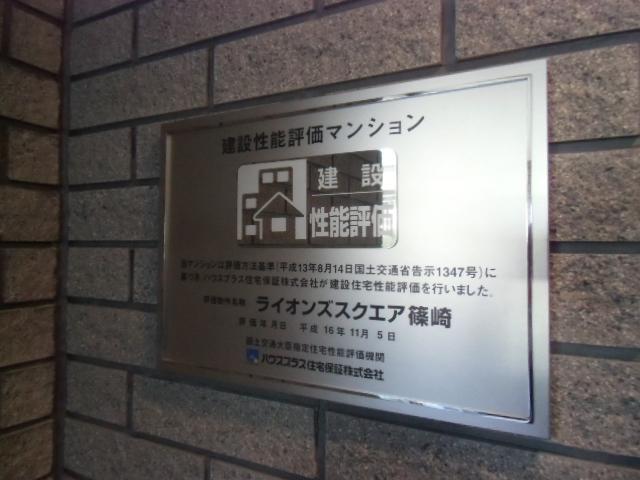 建設性能評価マンション
建設
性能評価
当マンションは評価方法基準(平成13年8月14日国土交通省告示1347号)に
基づき、ハウスプラス住宅保証株式会社が建設住宅性能評価を行いました。
評価物件名称 ライオンズスクエア篠崎
評価年月日 平成16年11月5日
国土交通大臣指定住宅性能評価機関
ハウスプラス住宅保証株式会社